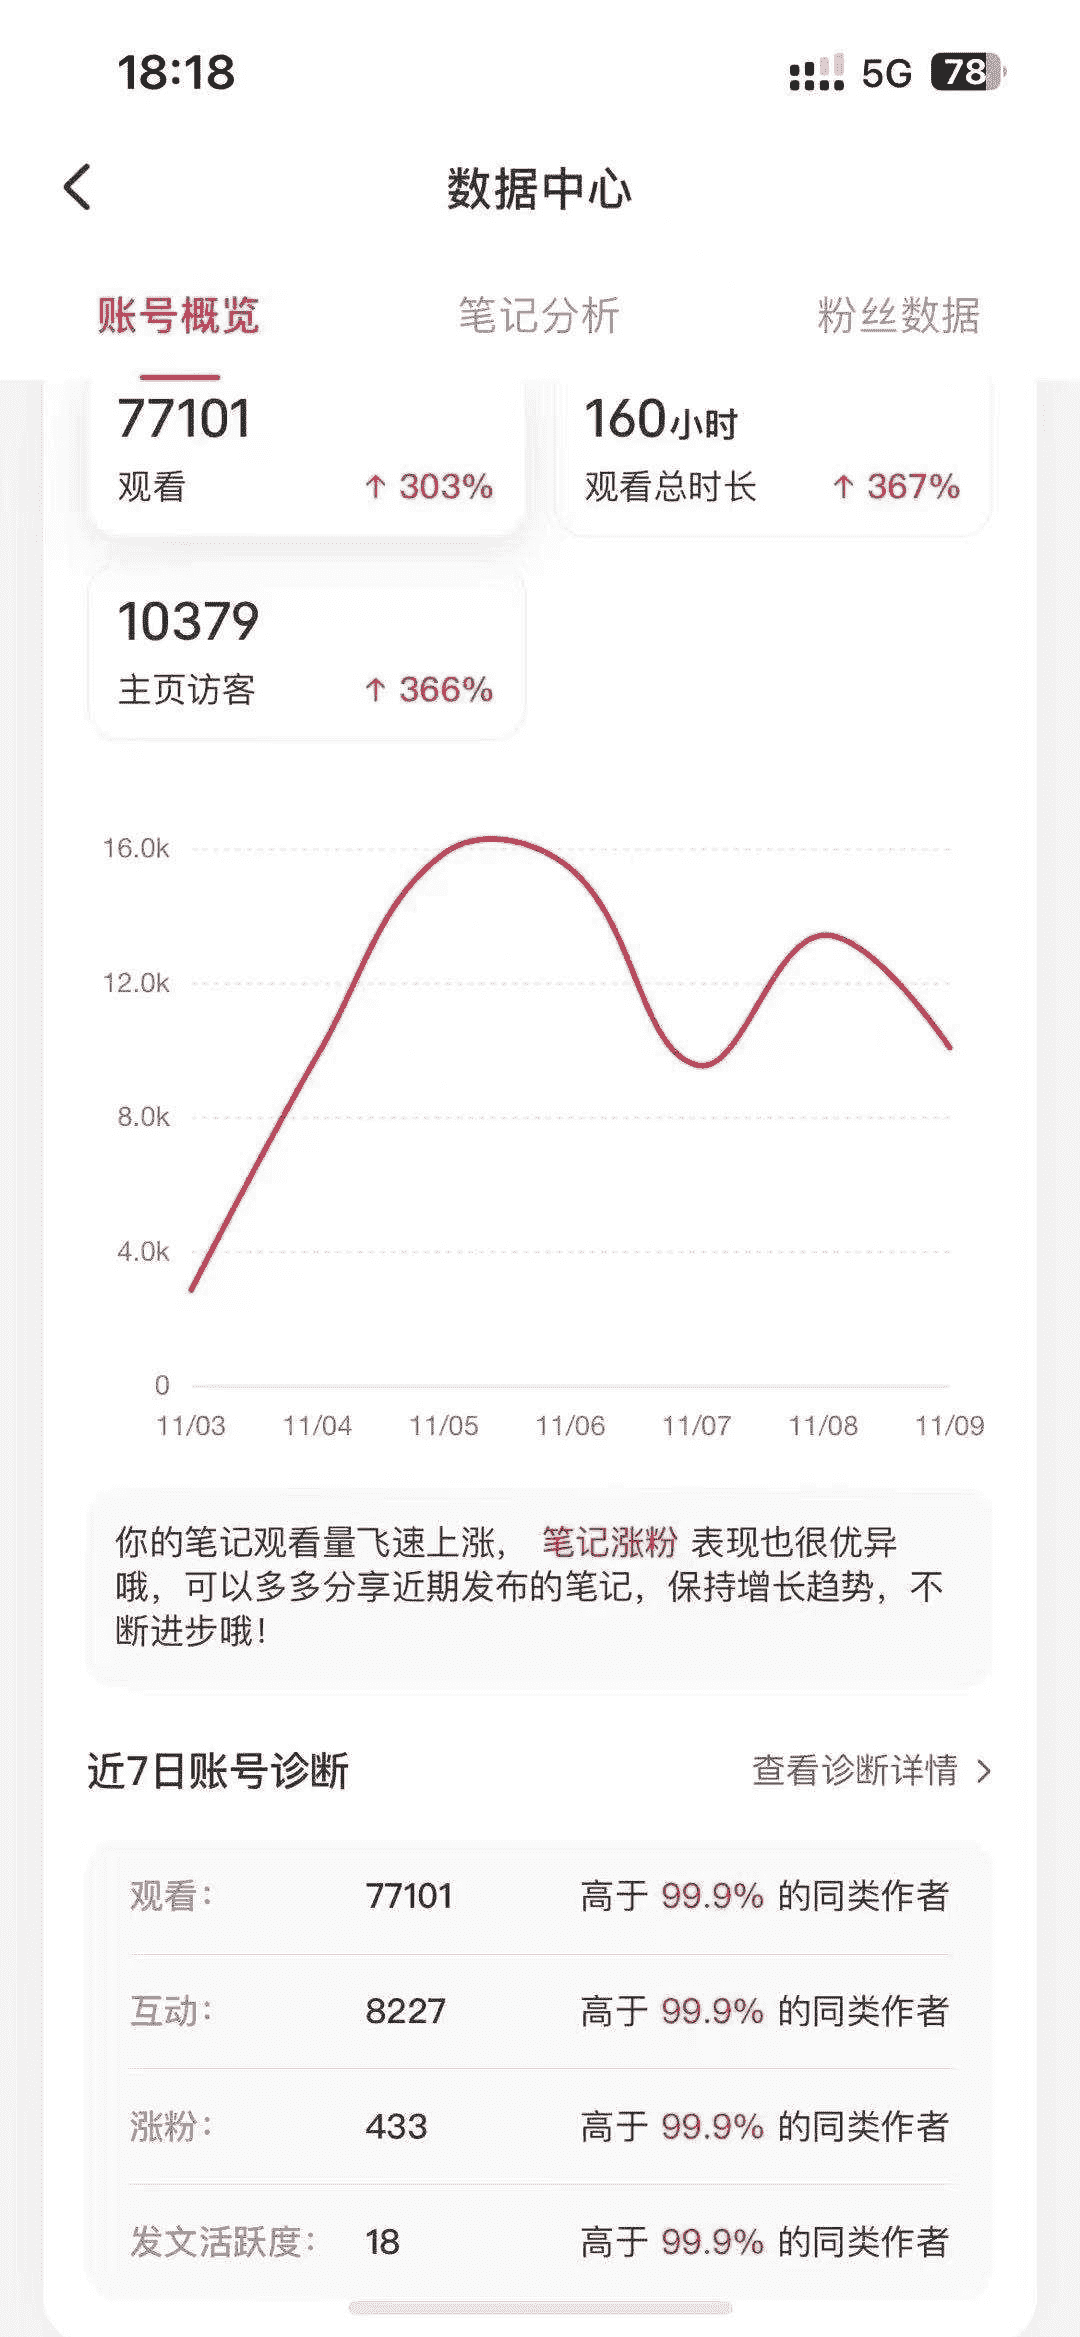 18:18 5G 78
数据中心
账号概览 笔记分析 粉丝数据
77101 160小时
观看 ↑ 303% 观看总时长 ↑ 367%
10379
主页访客 ↑ 366%
16.0k
12.0k
8.0k
4.0k
0
11/03 11/04 11/05 11/06 11/07 11/08 11/09
你的笔记观看量飞速上涨， 笔记涨粉 表现也很优异
哦，可以多多分享近期发布的笔记，保持增长趋势，不
断进步哦！
近7日账号诊断 查看诊断详情 >
观看： 77101 高于 99.9% 的同类作者
互动： 8227 高于 99.9% 的同类作者
涨粉： 433 高于 99.9% 的同类作者
发文活跃度： 18 高于 99.9% 的同类作者